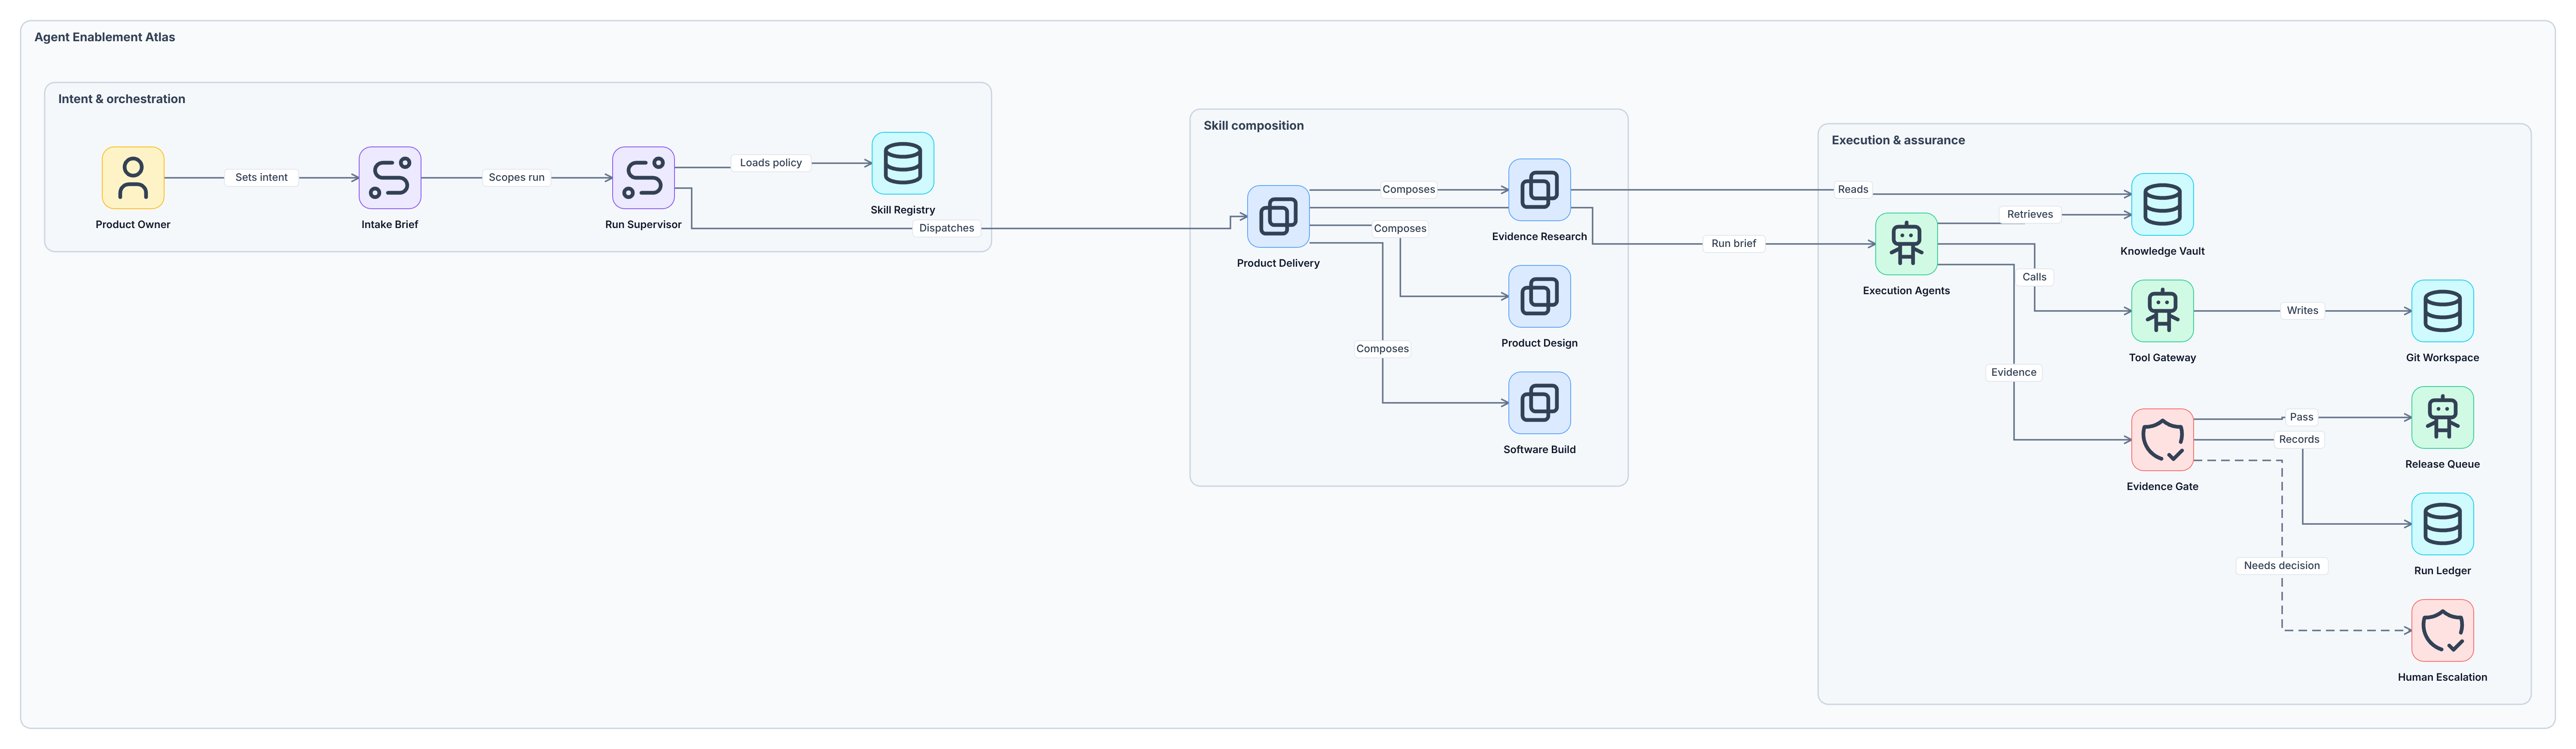 Agent Enablement Atlas
Intent & orchestration
Product Owner
Sets intent
Intake Brief
Scopes run
Run Supervisor
Loads policy
Skill Registry
Dispatches
Skill composition
Product Delivery
Composes
Composes
Composes
Evidence Research
Product Design
Software Build
Reads
Run brief
Execution & assurance
Execution Agents
Retrieves
Calls
Evidence
Knowledge Vault
Tool Gateway
Writes
Git Workspace
Evidence Gate
Pass
Records
Needs decision
Release Queue
Run Ledger
Human Escalation